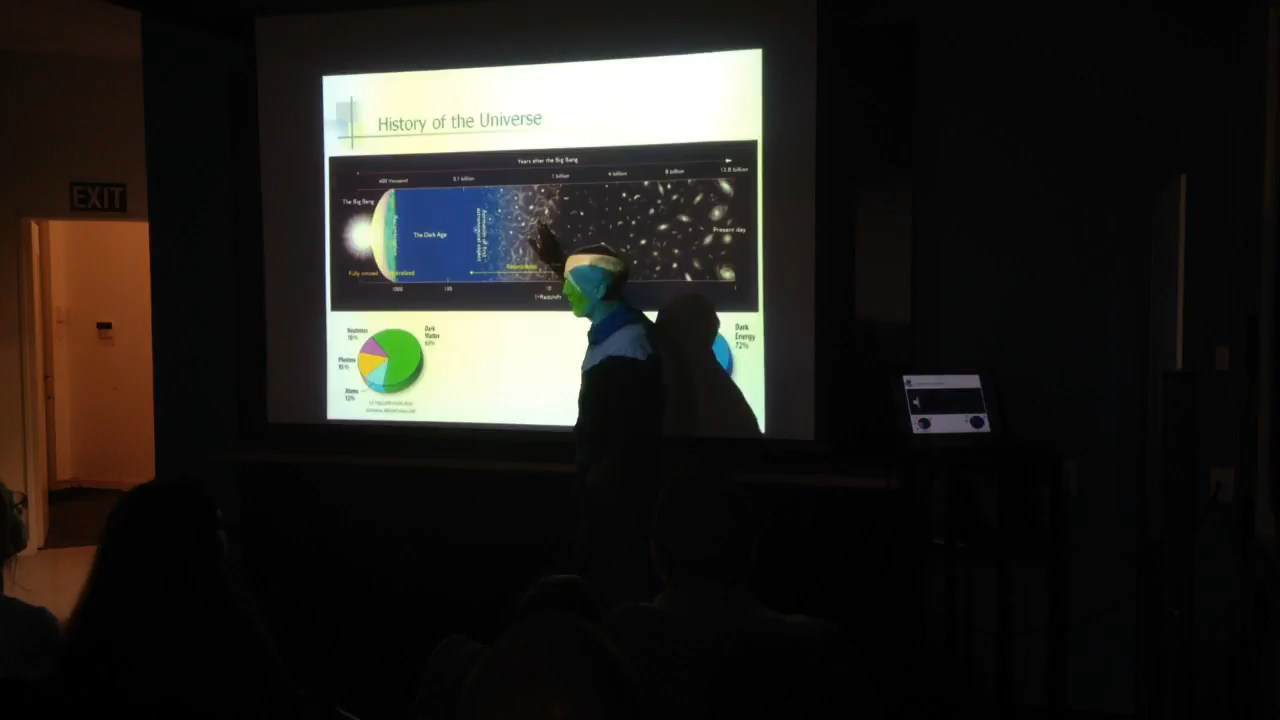 EXIT
History of the Universe
Years after the Big Bang
400 thousand
0.1 billion
1 billion
4 billion
8 billion
13.8 billion
The Big Bang
The Dark Age
Present day
Fully ionized
Reionization
1000
100
10
1
1+Redshift
Neutrinos
10%
Dark
Matter
63%
Photons
15%
Atoms
12%
Dark
Energy
72%